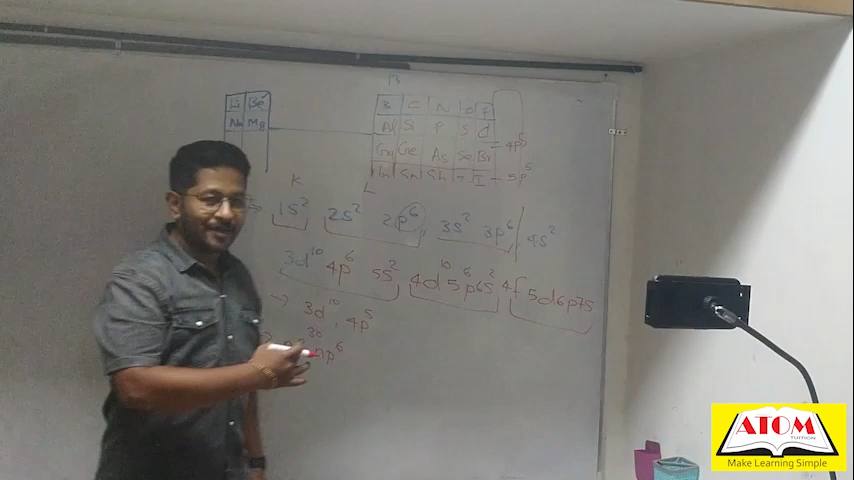 B
Li Be
B C N O F
Na Mg
Al Si P S Cl
Ga Ge As Se Br = 4p5
In Sn Sb T I - 5p5
K L
→ 1s2 2s2 2p6, 3s2 3p6 4s2
3d10 4p6 5s2 4d10 5p6 6s2 4f 5d 6p 7s
→ 3d10, 4p5
np6
ATOM
TUITION
Make Learning Simple